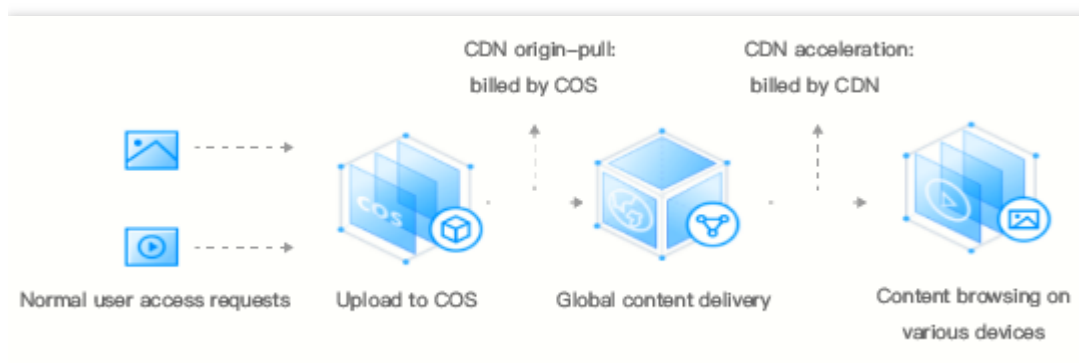 CDN origin-pull:
billed by COS
CDN acceleration:
billed by CDN
COS
Normal user access requests
Upload to COS
Global content delivery
Content browsing on
various devices